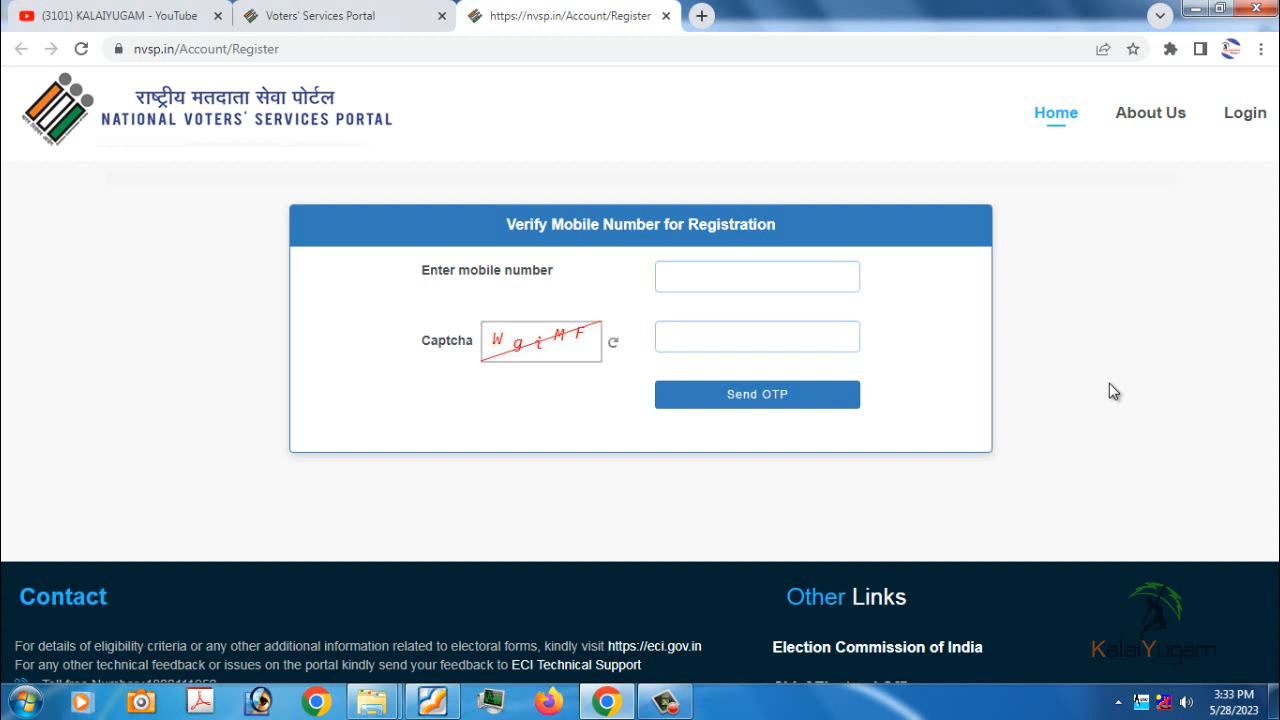 (3101) KALAIYUGAM - YouTube
Voters' Services Portal
https://nvsp.in/Account/Register
nvsp.in/Account/Register
राष्ट्रीय मतदाता सेवा पोर्टल
NATIONAL VOTERS' SERVICES PORTAL
Home
About Us
Login
Verify Mobile Number for Registration
Enter mobile number
Captcha
W g i M F
Send OTP
Contact
Other Links
For details of eligibility criteria or any other additional information related to electoral forms, kindly visit https://eci.gov.in
Election Commission of India
KalaiYugam
For any other technical feedback or issues on the portal kindly send your feedback to ECI Technical Support
3:33 PM
5/28/2023